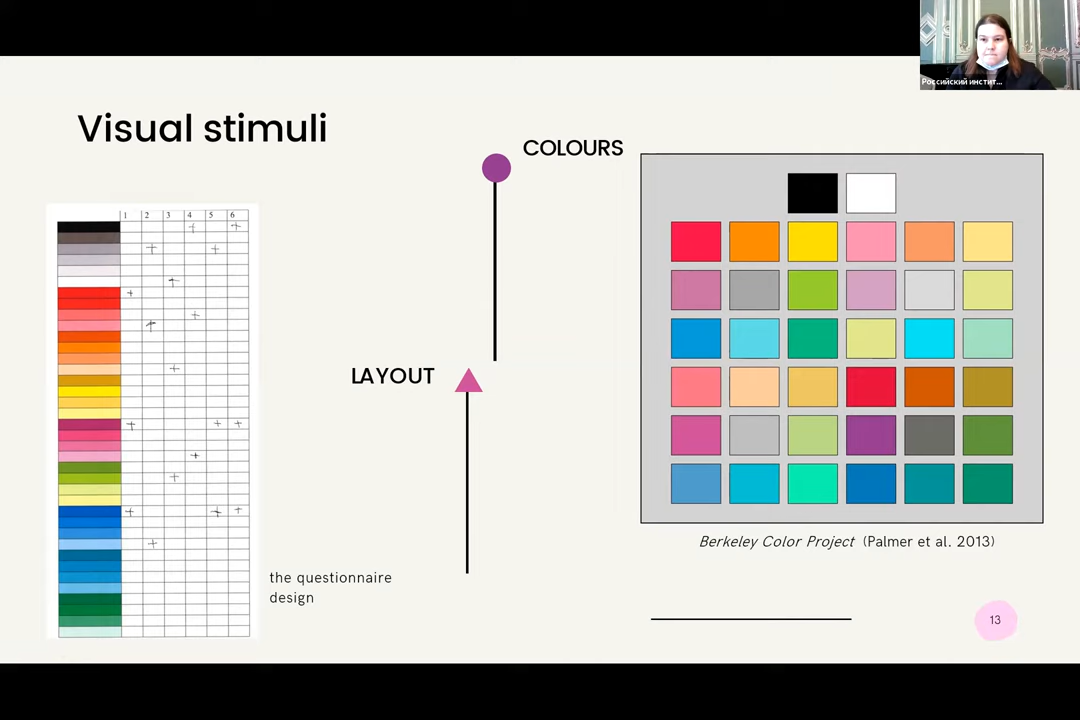 Российский инстит...
Visual stimuli
COLOURS
1 2 3 4 5 6
LAYOUT
the questionnaire
design
Berkeley Color Project (Palmer et al. 2013)
13